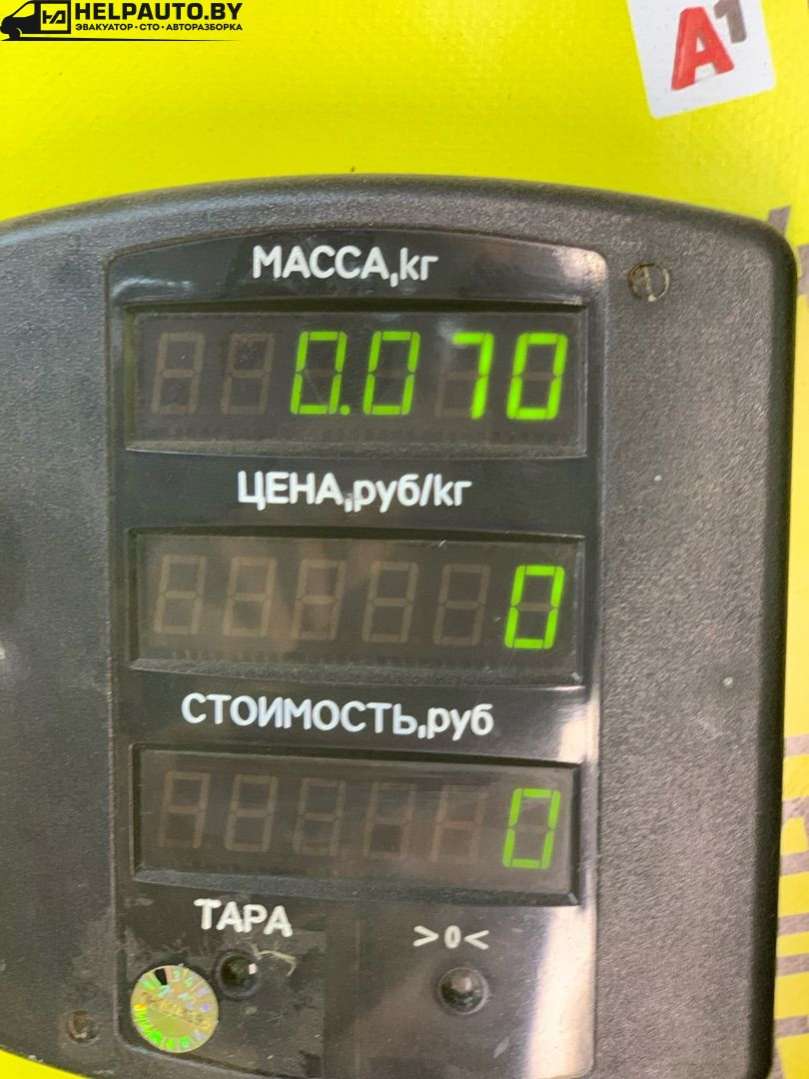 HELPAUTO.BY
ЭВАКУАТОР•СТО•АВТОРАЗБОРКА
A1
МАССА,кг
0.070
ЦЕНА,руб/кг
0
СТОИМОСТЬ,руб
0
ТАРА
>0<